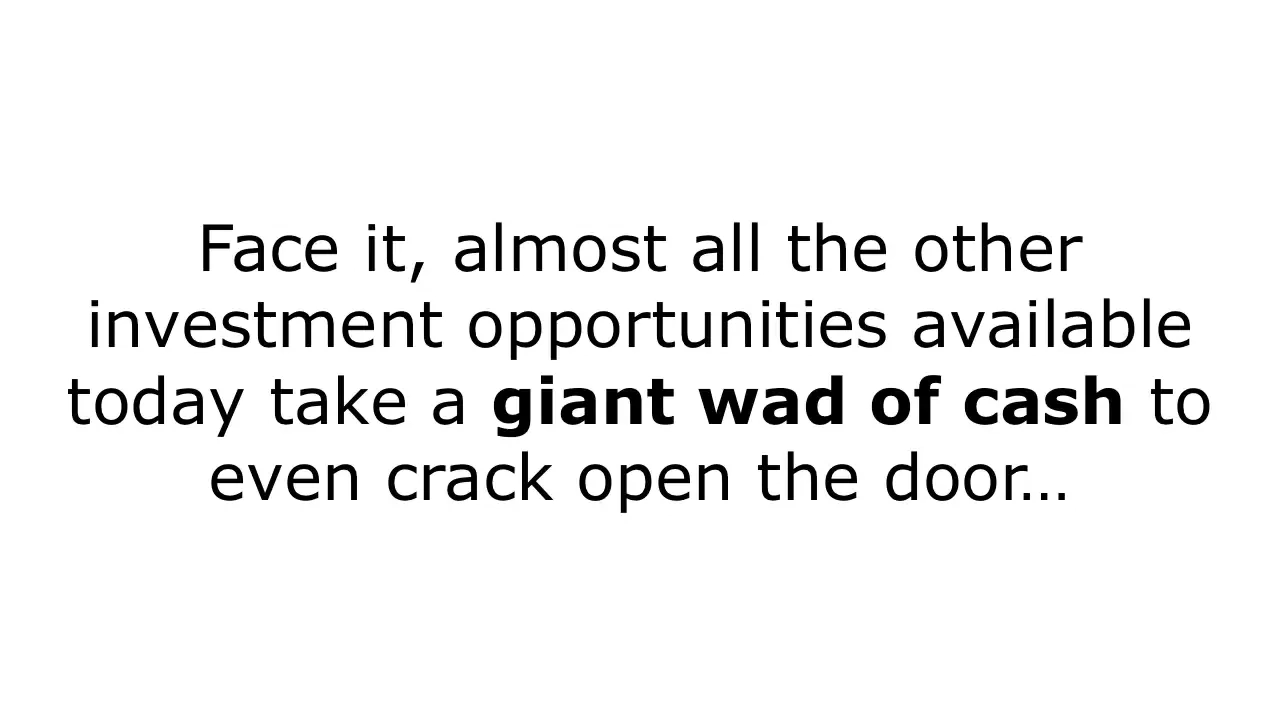 Face it, almost all the other
investment opportunities available
today take a giant wad of cash to
even crack open the door…